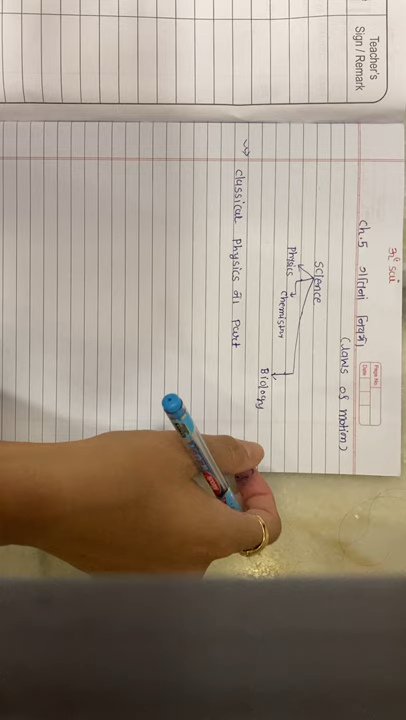 Teacher's
Sign / Remark
Page No.
Date
Ch.5 ગતિના નિયમો
(Laws of motion)
Science
Physics
Chemistry
Biology
classical Physics નો part